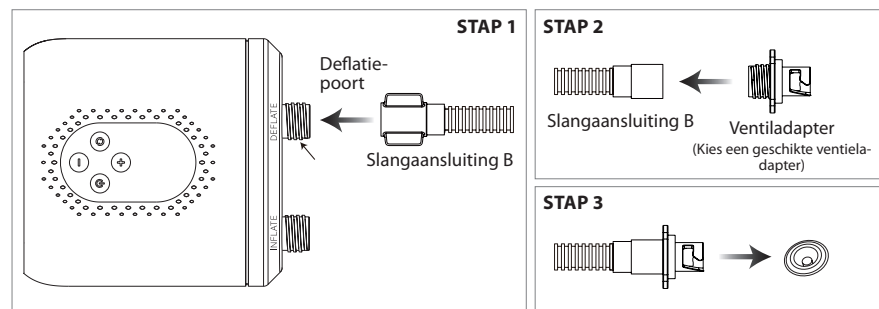 STAP 1
Deflatie-
poort
DEFLATE
Slangaansluiting B
INFLATE
STAP 2
Slangaansluiting B
Ventiladapter
(Kies een geschikte ventiela-
dapter)
STAP 3